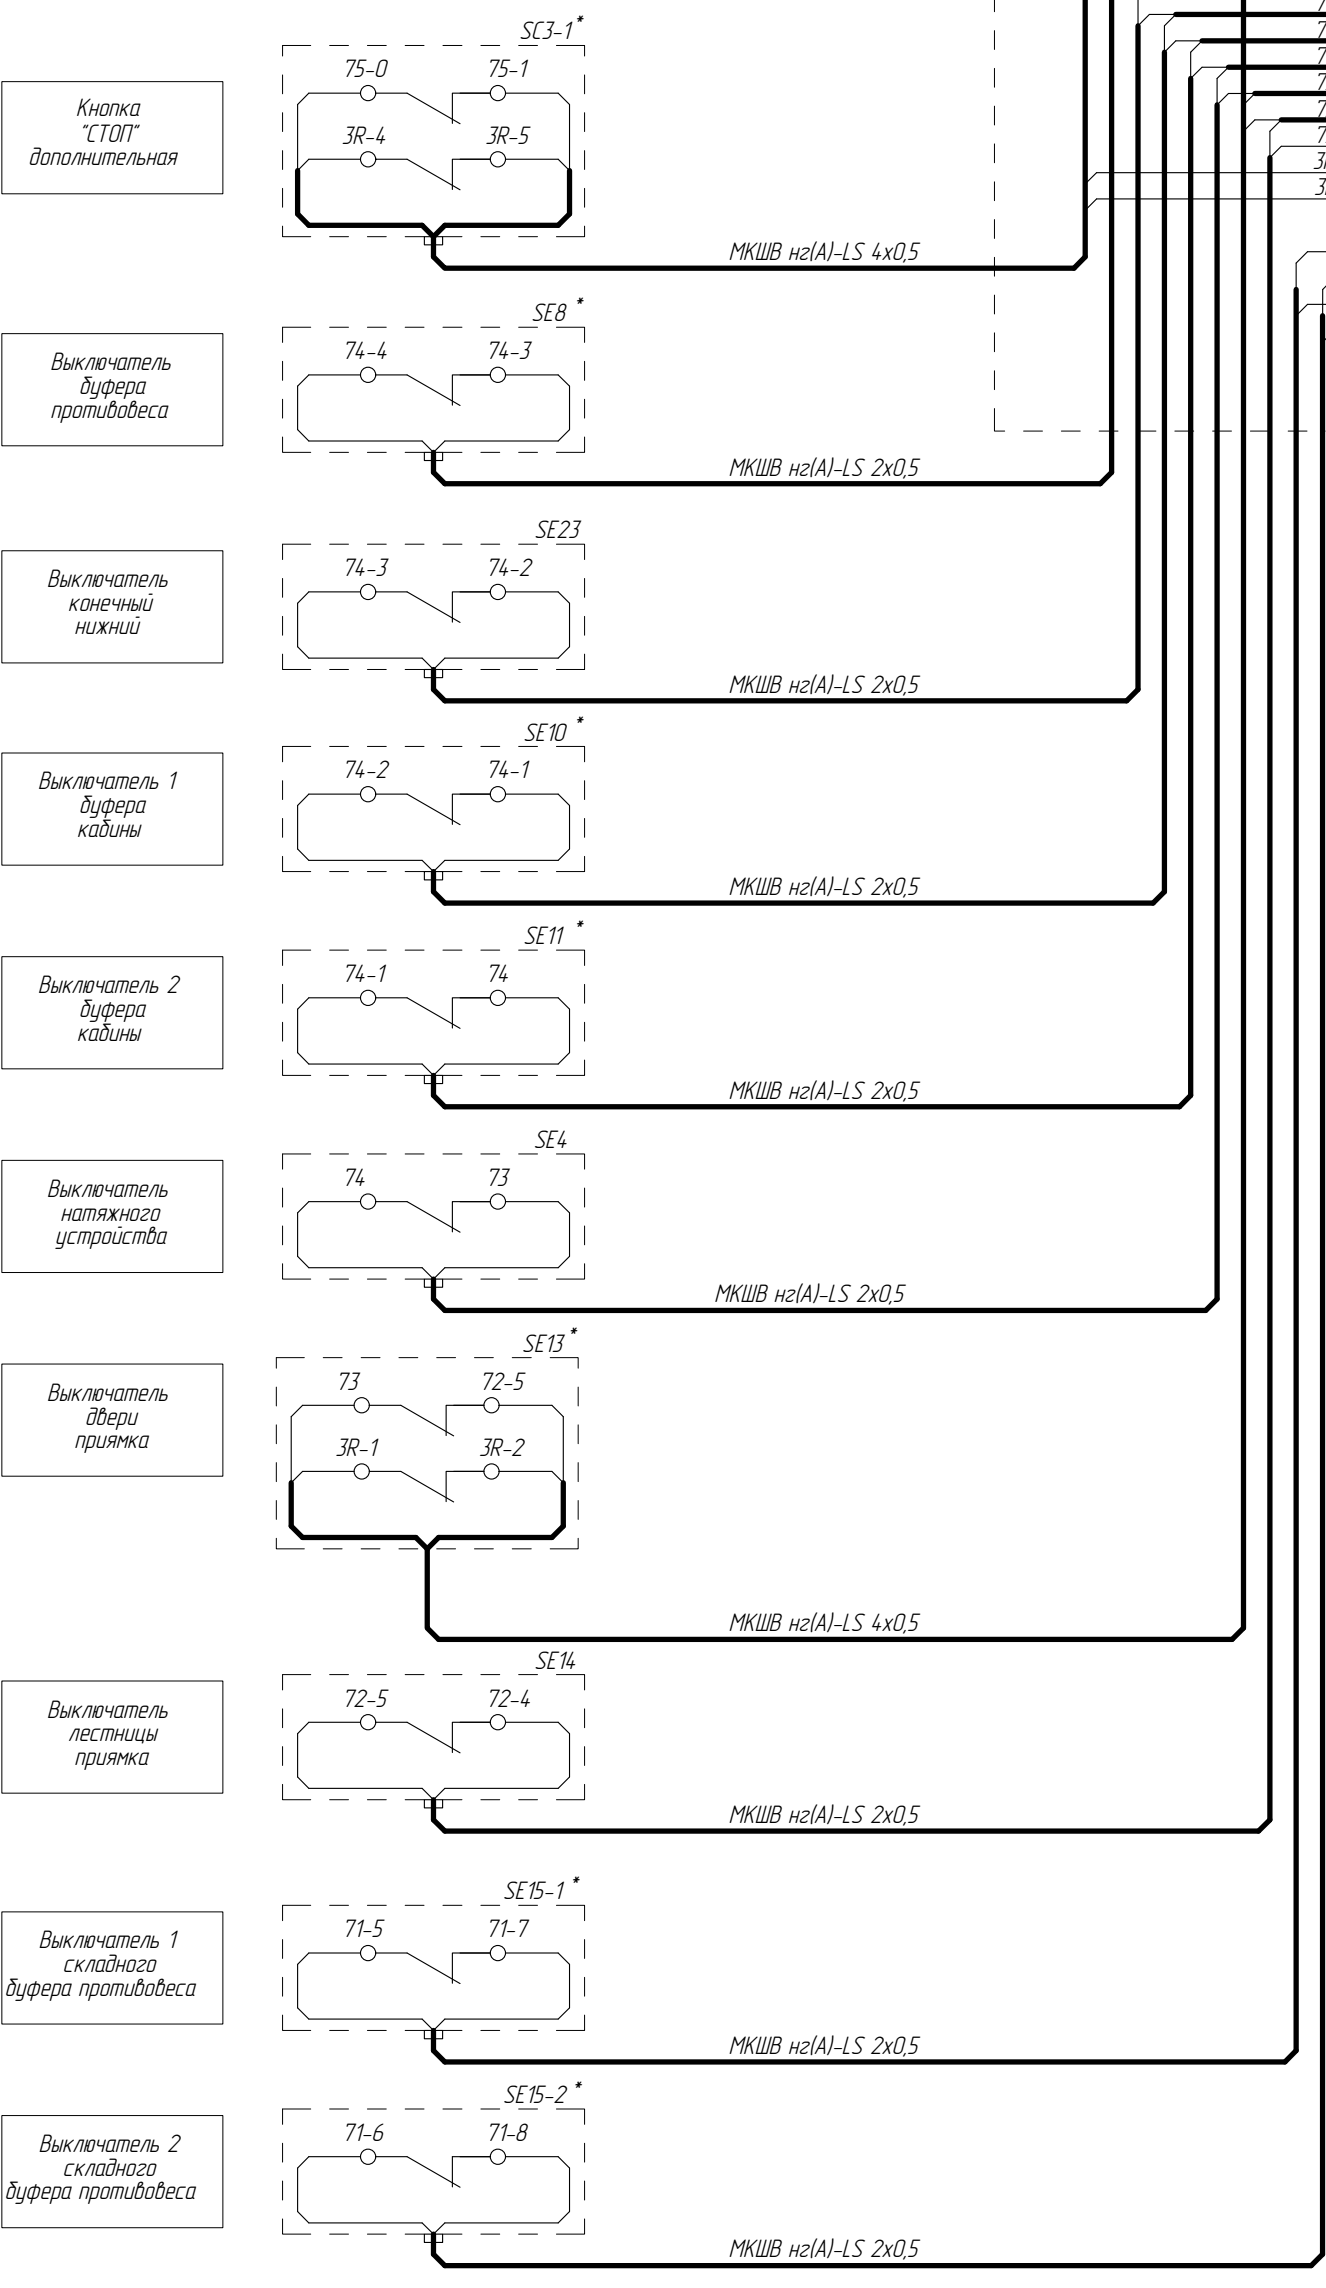 SC3-1*
75-0 75-1
3R-4 3R-5
Кнопка
"СТОП"
дополнительная
МКШВ нг(А)-LS 4х0,5
SE8 *
74-4 74-3
Выключатель
буфера
противовеса
МКШВ нг(А)-LS 2х0,5
SE23
74-3 74-2
Выключатель
конечный
нижний
МКШВ нг(А)-LS 2х0,5
SE10 *
74-2 74-1
Выключатель 1
буфера
кабины
МКШВ нг(А)-LS 2х0,5
SE11 *
74-1 74
Выключатель 2
буфера
кабины
МКШВ нг(А)-LS 2х0,5
SE4
74 73
Выключатель
натяжного
устройства
МКШВ нг(А)-LS 2х0,5
SE13 *
73 72-5
3R-1 3R-2
Выключатель
двери
приямка
МКШВ нг(А)-LS 4х0,5
SE14
72-5 72-4
Выключатель
лестницы
приямка
МКШВ нг(А)-LS 2х0,5
SE15-1 *
71-5 71-7
Выключатель 1
складного
буфера противовеса
МКШВ нг(А)-LS 2х0,5
SE15-2 *
71-6 71-8
Выключатель 2
складного
буфера противовеса
МКШВ нг(А)-LS 2х0,5